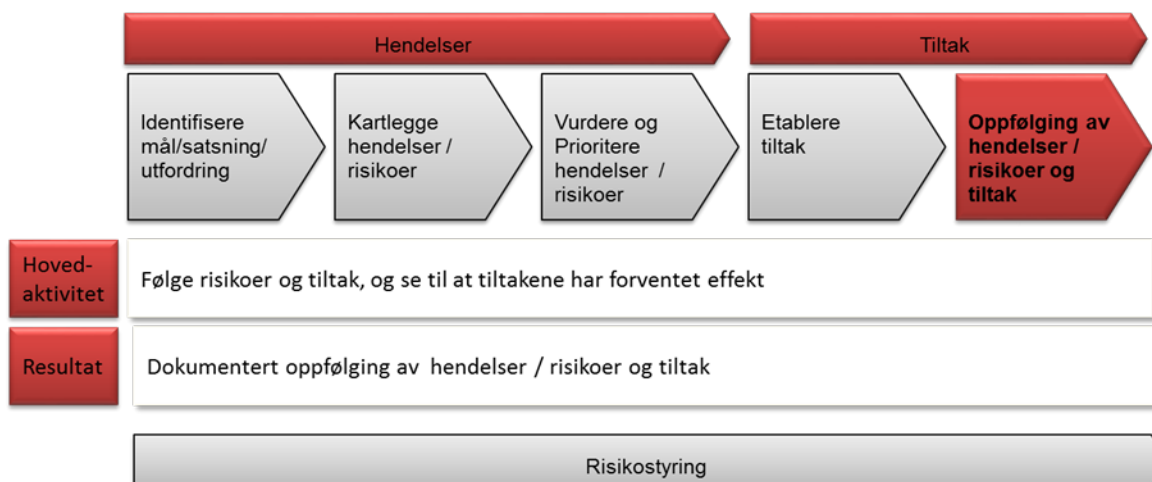 Hendelser
Tiltak
Identifisere
mål/satsning/
utfordring
Kartlegge
hendelser /
risikoer
Vurdere og
Prioritere
hendelser /
risikoer
Etablere
tiltak
Oppfølging av
hendelser /
risikoer og
tiltak
Hoved-
aktivitet
Følge risikoer og tiltak, og se til at tiltakene har forventet effekt
Resultat
Dokumentert oppfølging av hendelser / risikoer og tiltak
Risikostyring